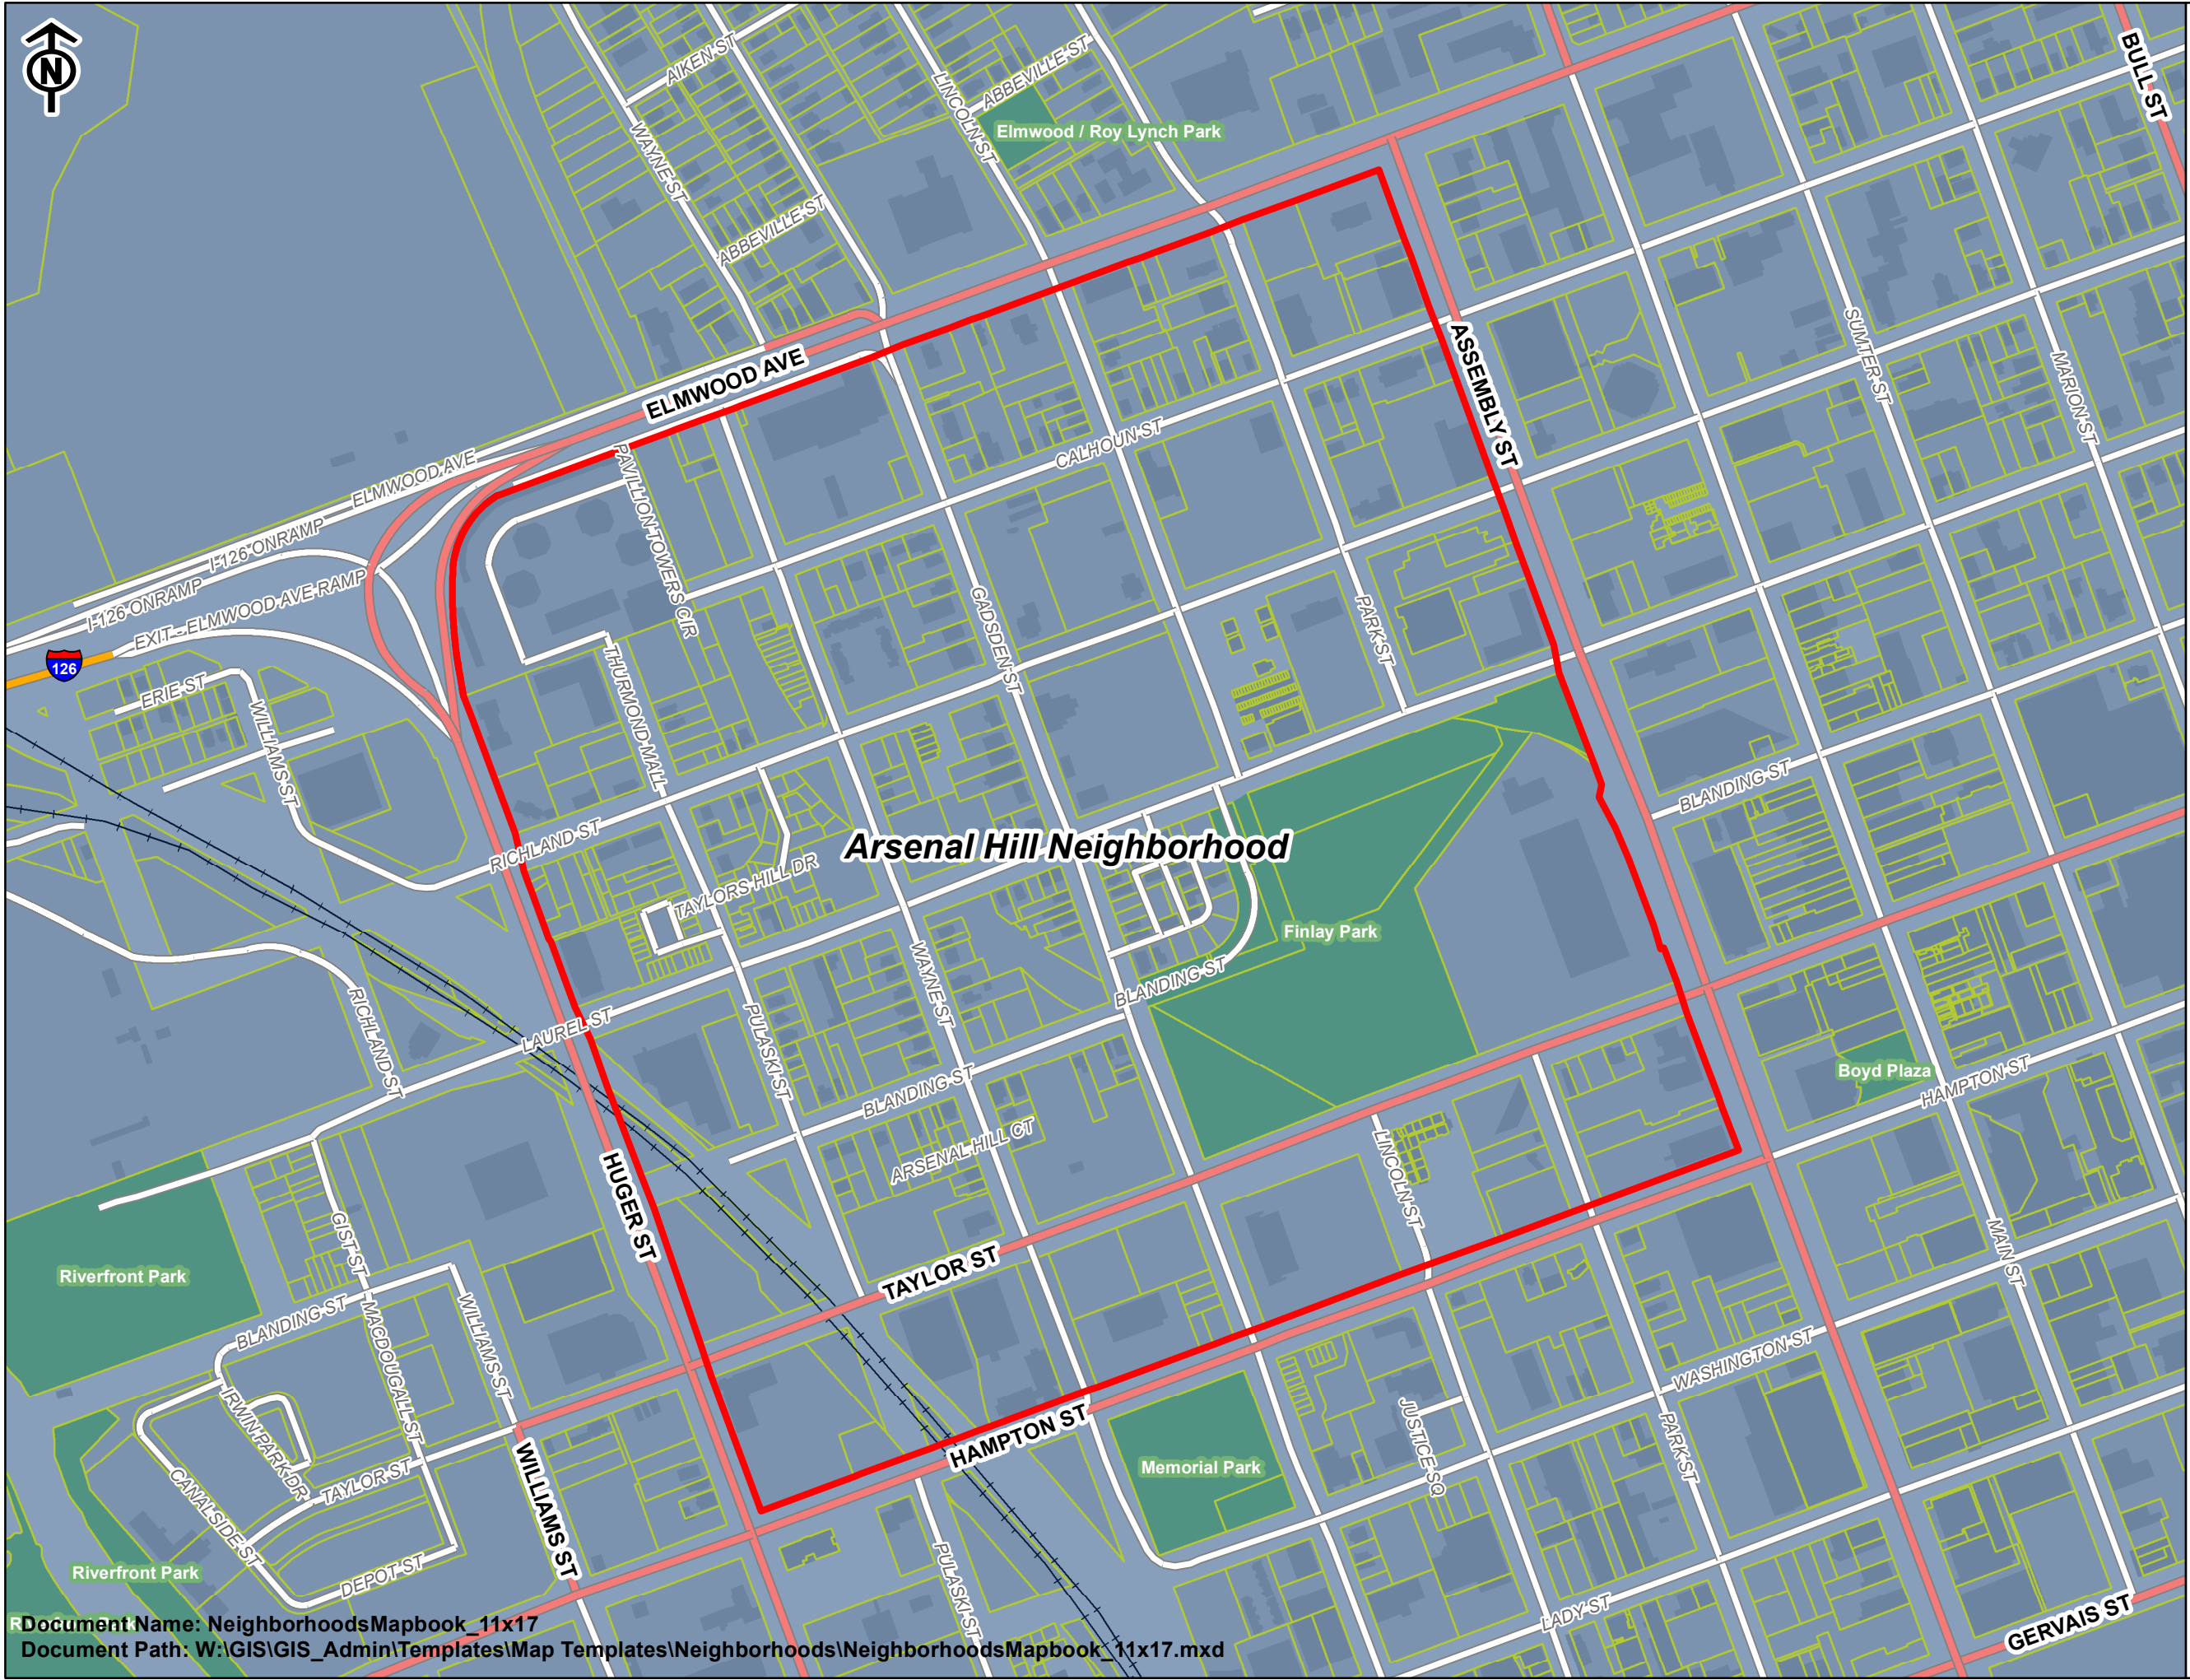 N
BULL ST
AIKEN ST
ABBEVILLE ST
LINCOLN ST
Elmwood / Roy Lynch Park
WAYNE ST
ABBEVILLE ST
ELMWOOD AVE
ASSEMBLY ST
SUMTER ST
MARION ST
CALHOUN ST
ELMWOOD AVE
PAVILLION TOWERS CIR
I-126 ONRAMP
I-126 ONRAMP
EXIT - ELMWOOD AVE RAMP
126
ERIE ST
WILLIAMS ST
GADSDEN ST
PARK ST
THURMOND MALL
BLANDING ST
RICHLAND ST
Arsenal Hill Neighborhood
TAYLORS HILL DR
Finlay Park
WAYNE ST
BLANDING ST
RICHLAND ST
LAUREL ST
PULASKI ST
BLANDING ST
Boyd Plaza
HAMPTON ST
ARSENAL HILL CT
LINCOLN ST
HUGER ST
GIST ST
MAIN ST
Riverfront Park
TAYLOR ST
BLANDING ST
MACDOUGALL ST
WILLIAMS ST
WASHINGTON ST
IRWIN PARK DR
HAMPTON ST
JUSTICE SQ
PARK ST
Memorial Park
TAYLOR ST
CANALSIDE ST
WILLIAMS ST
Riverfront Park
DEPOT ST
PULASKI ST
LADY ST
GERVAIS ST
Document Name: NeighborhoodsMapbook_11x17
Document Path: W:\GIS\GIS_Admin\Templates\Map Templates\Neighborhoods\NeighborhoodsMapbook_11x17.mxd